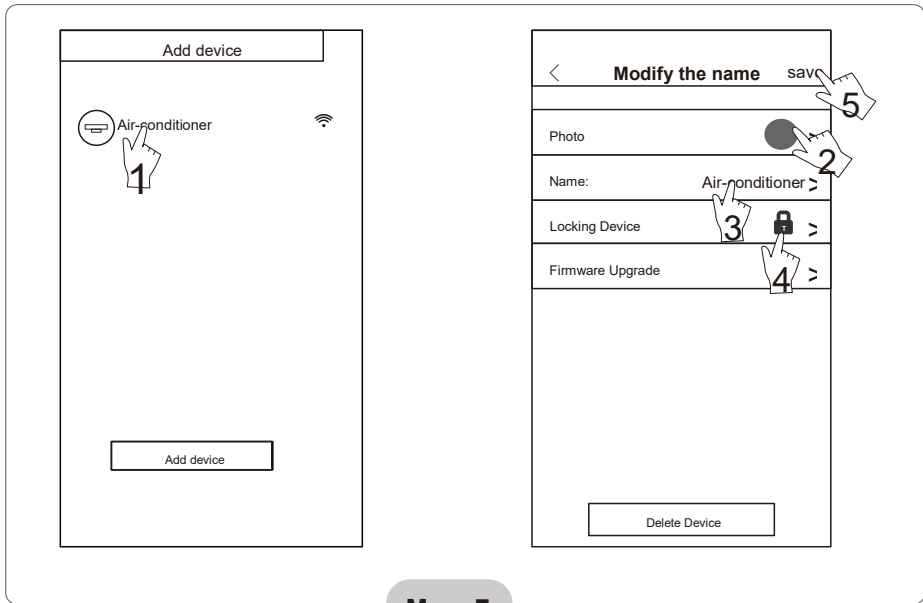 Add device
Air-conditioner
1
Add device
Modify the name save
5
Photo
2
Name: Air-conditioner >
3
Locking Device >
4
Firmware Upgrade >
Delete Device